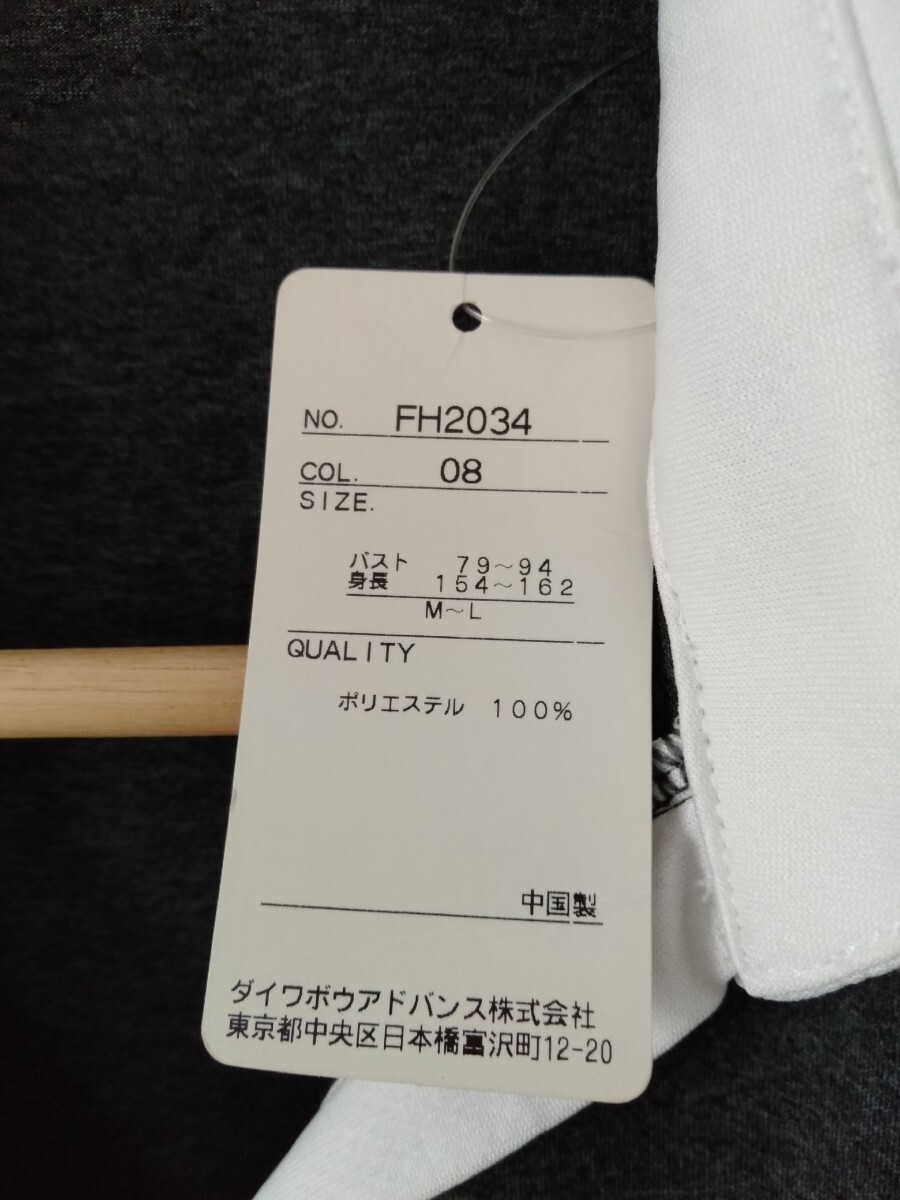 NO. FH2034
COL. 08
SIZE.
バスト 79～94
身長 154～162
M～L
QUALITY
ポリエステル 100%
中国製
ダイワボウアドバンス株式会社
東京都中央区日本橋富沢町12-20